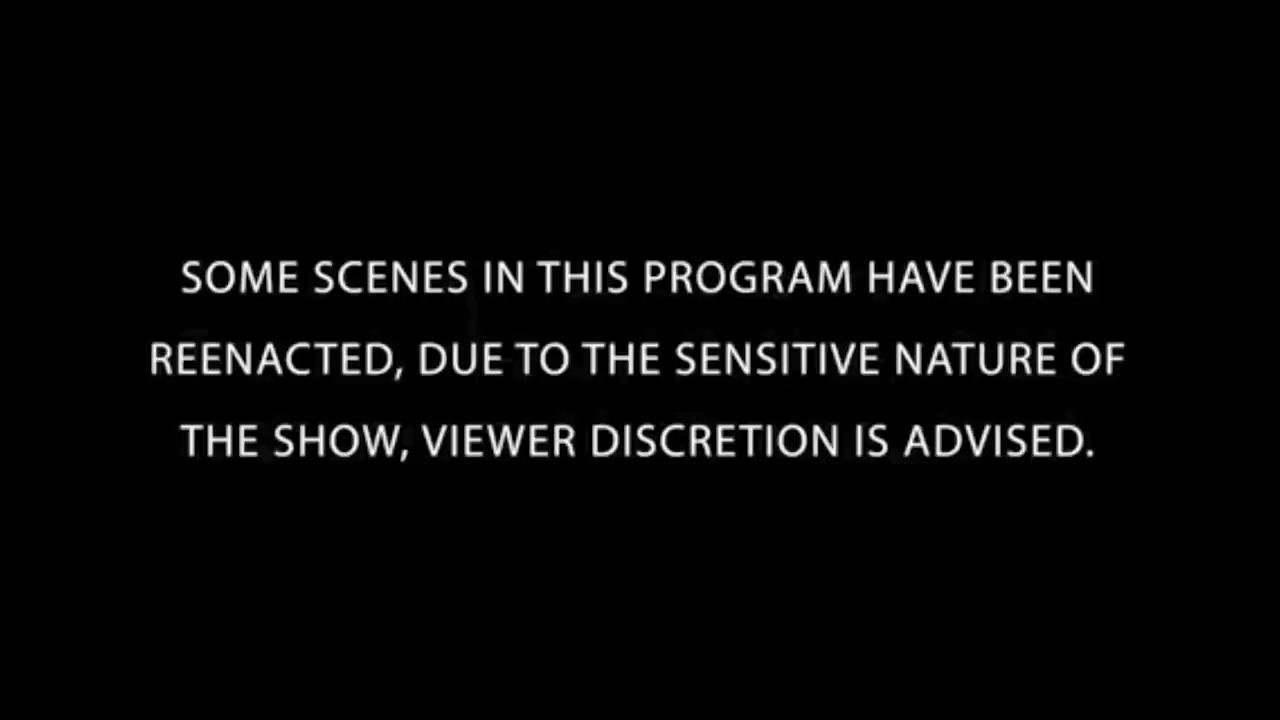 SOME SCENES IN THIS PROGRAM HAVE BEEN
REENACTED, DUE TO THE SENSITIVE NATURE OF
THE SHOW, VIEWER DISCRETION IS ADVISED.